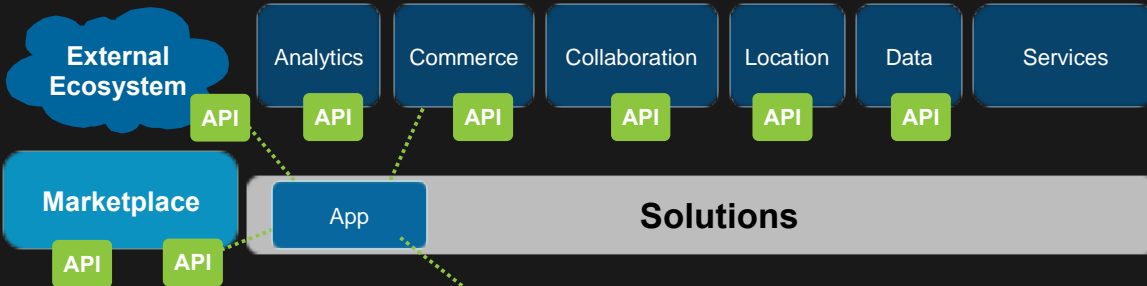 External
Ecosystem
Analytics
Commerce
Collaboration
Location
Data
Services
API
API
API
API
API
API
Marketplace
App
Solutions
API
API